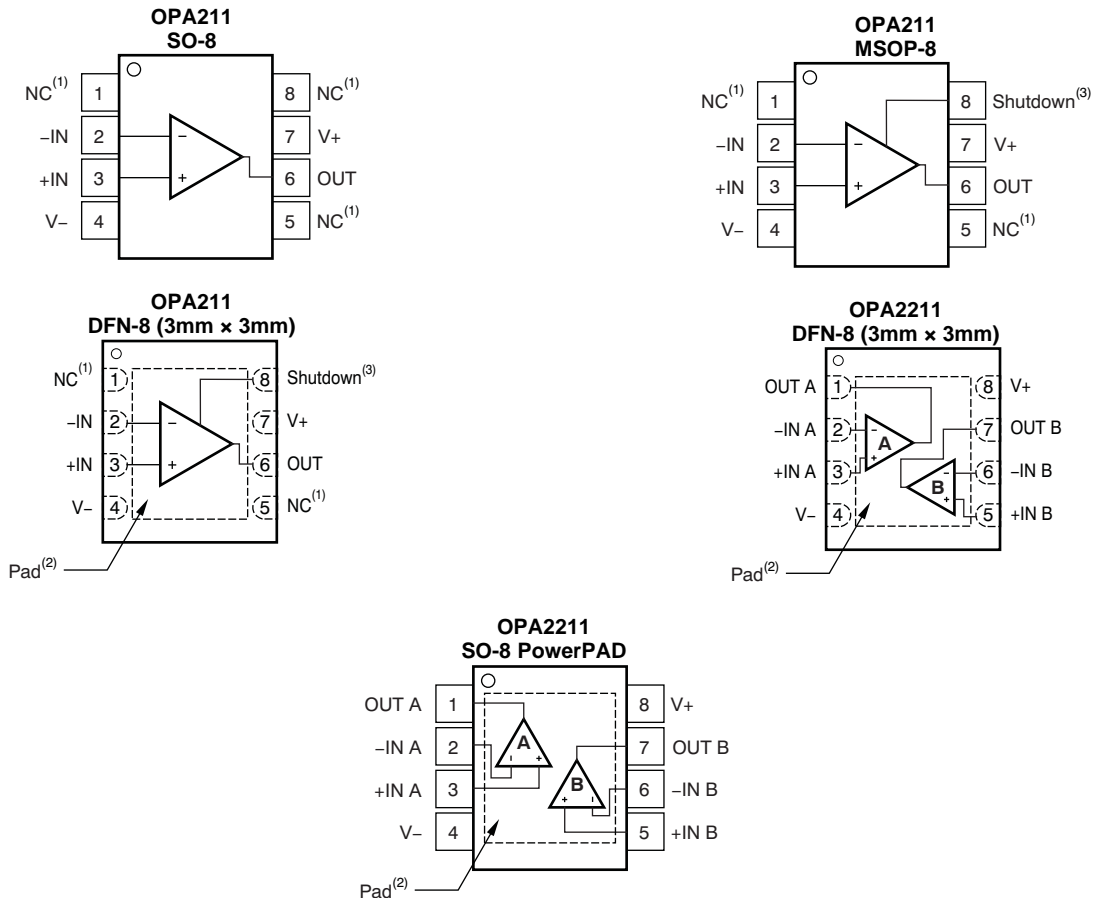 OPA211
SO-8
NC(1) 1 8 NC(1)
−IN 2 − 7 V+
+IN 3 + 6 OUT
V− 4 5 NC(1)
OPA211
MSOP-8
NC(1) 1 8 Shutdown(3)
−IN 2 − 7 V+
+IN 3 + 6 OUT
V− 4 5 NC(1)
OPA211
DFN-8 (3mm × 3mm)
NC(1) 1 8 Shutdown(3)
−IN 2 − 7 V+
+IN 3 + 6 OUT
V− 4 5 NC(1)
Pad(2)
OPA2211
DFN-8 (3mm × 3mm)
OUT A 1 8 V+
−IN A 2 − A 7 OUT B
+IN A 3 + B − 6 −IN B
V− 4 + 5 +IN B
Pad(2)
OPA2211
SO-8 PowerPAD
OUT A 1 8 V+
−IN A 2 A − + 7 OUT B
+IN A 3 B + − 6 −IN B
V− 4 5 +IN B
Pad(2)